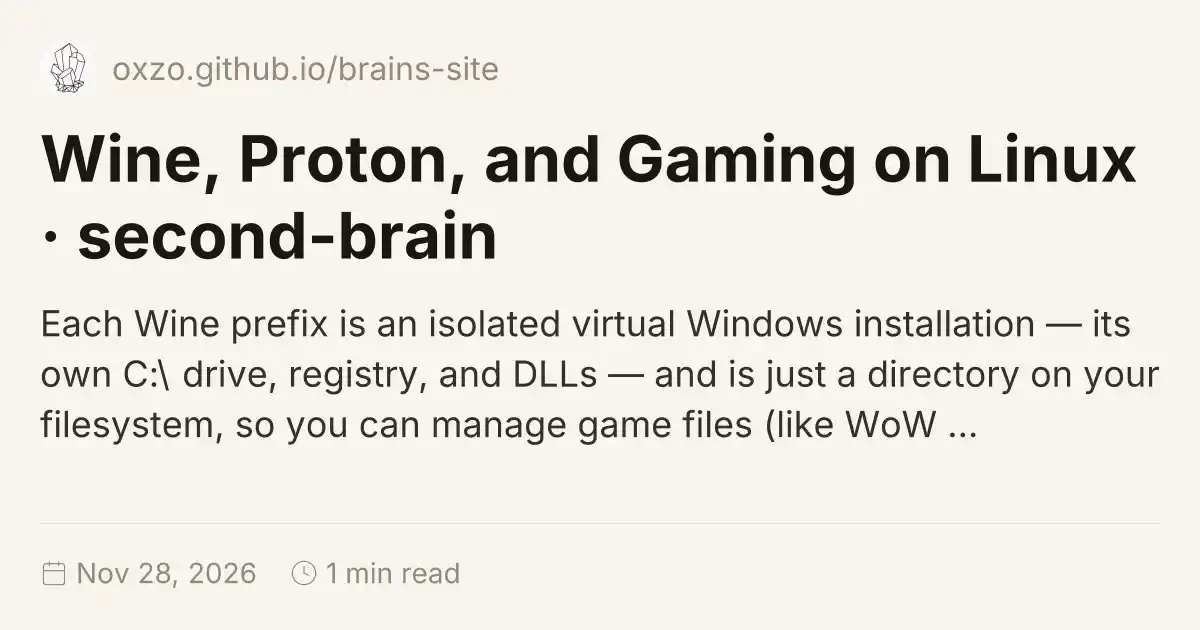 oxzo.github.io/brains-site
Wine, Proton, and Gaming on Linux
· second-brain
Each Wine prefix is an isolated virtual Windows installation — its
own C:\ drive, registry, and DLLs — and is just a directory on your
filesystem, so you can manage game files (like WoW ...
Nov 28, 2026 1 min read